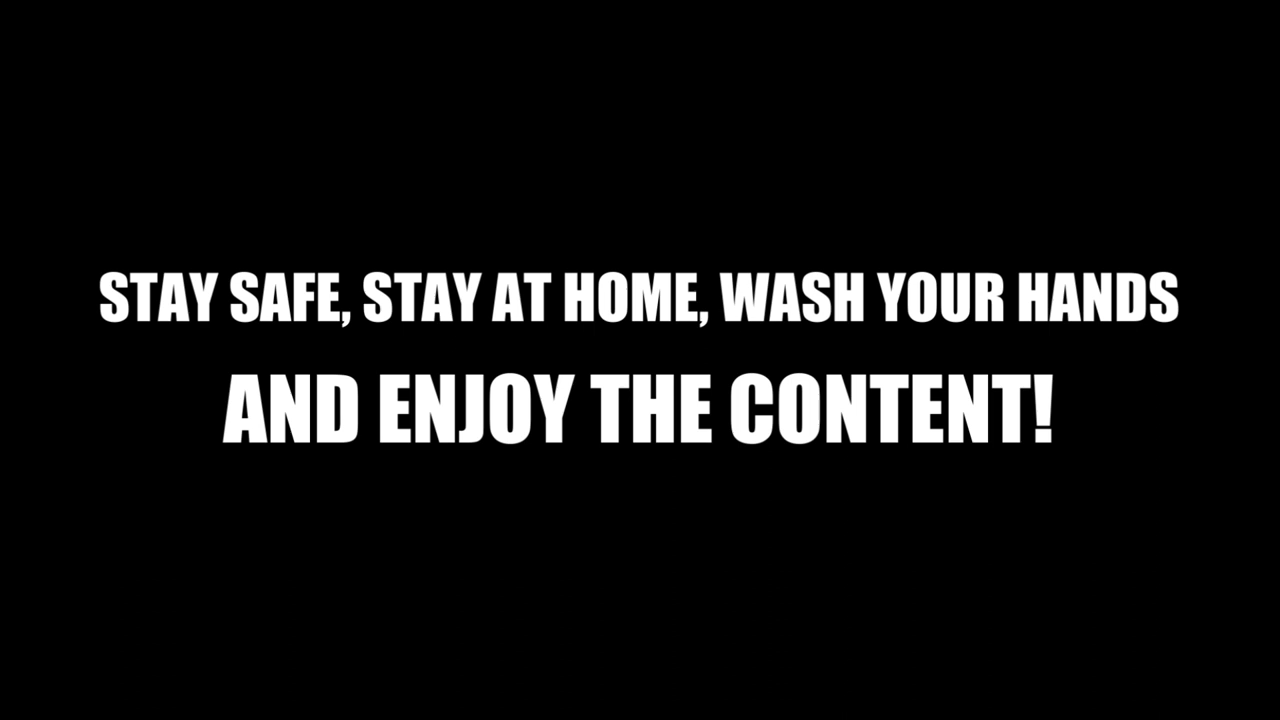 STAY SAFE, STAY AT HOME, WASH YOUR HANDS
AND ENJOY THE CONTENT!